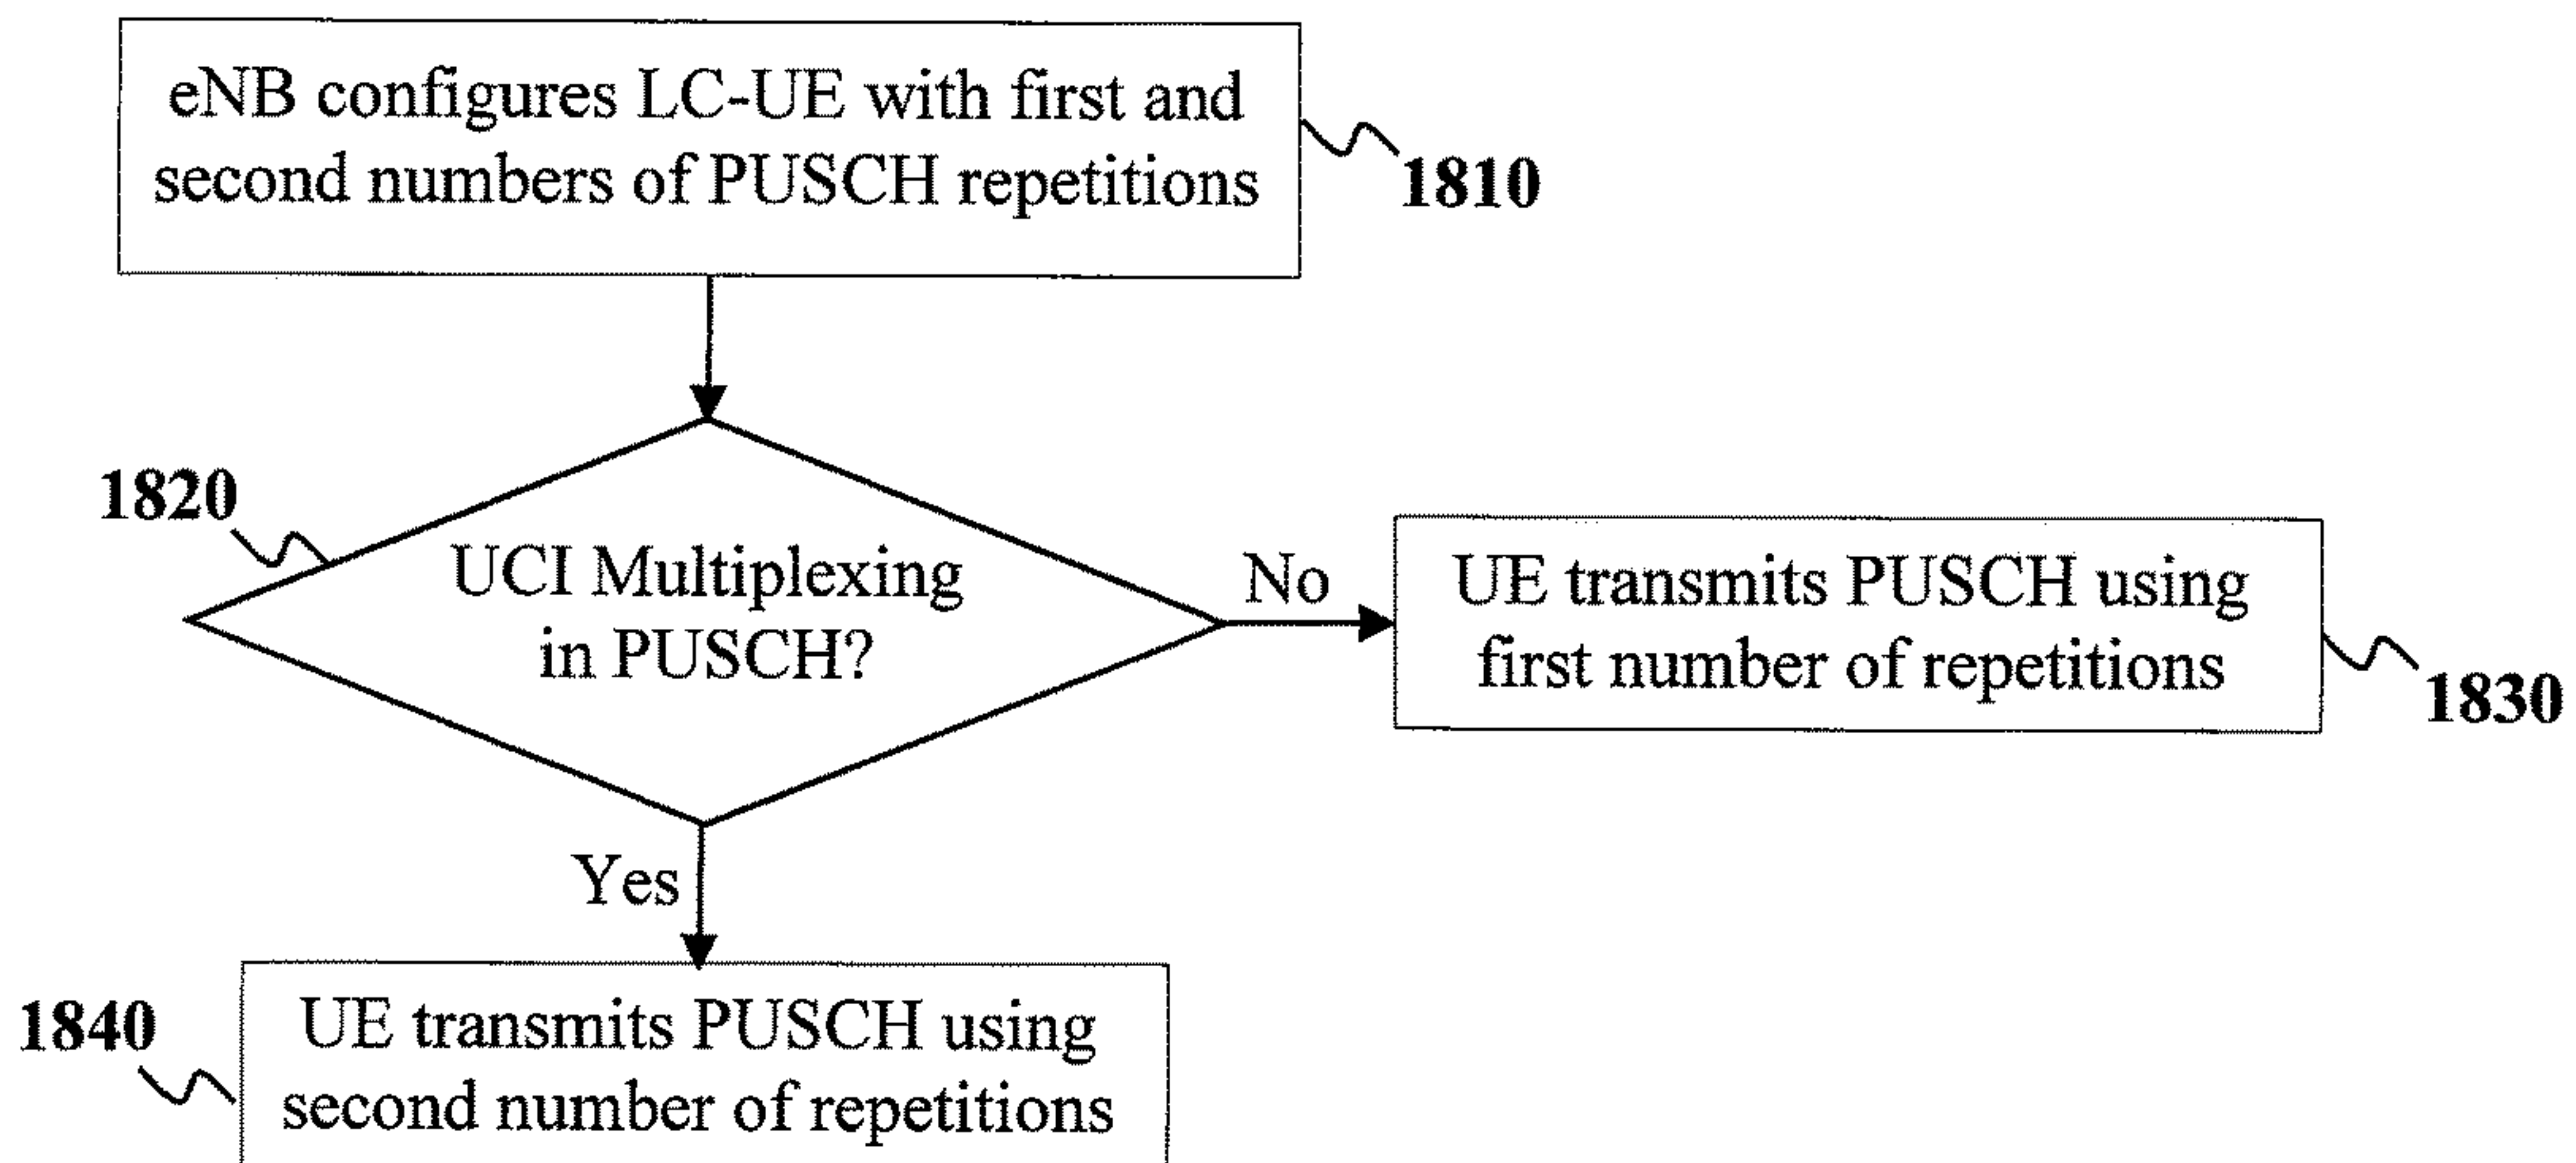 eNB configures LC-UE with first and
second numbers of PUSCH repetitions
1810
1820
UCI Multiplexing
in PUSCH?
No
UE transmits PUSCH using
first number of repetitions
1830
Yes
1840
UE transmits PUSCH using
second number of repetitions